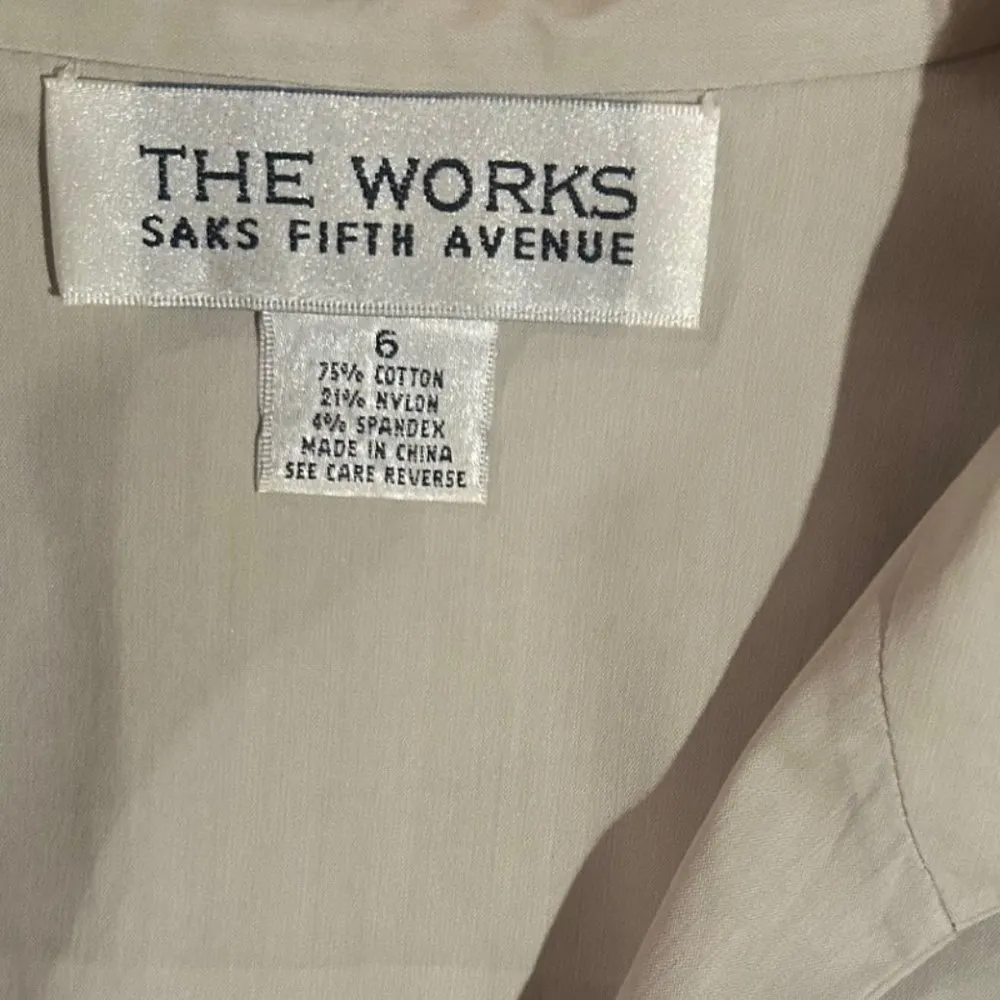 THE WORKS
SAKS FIFTH AVENUE
6
75% COTTON
21% NYLON
4% SPANDEX
MADE IN CHINA
SEE CARE REVERSE